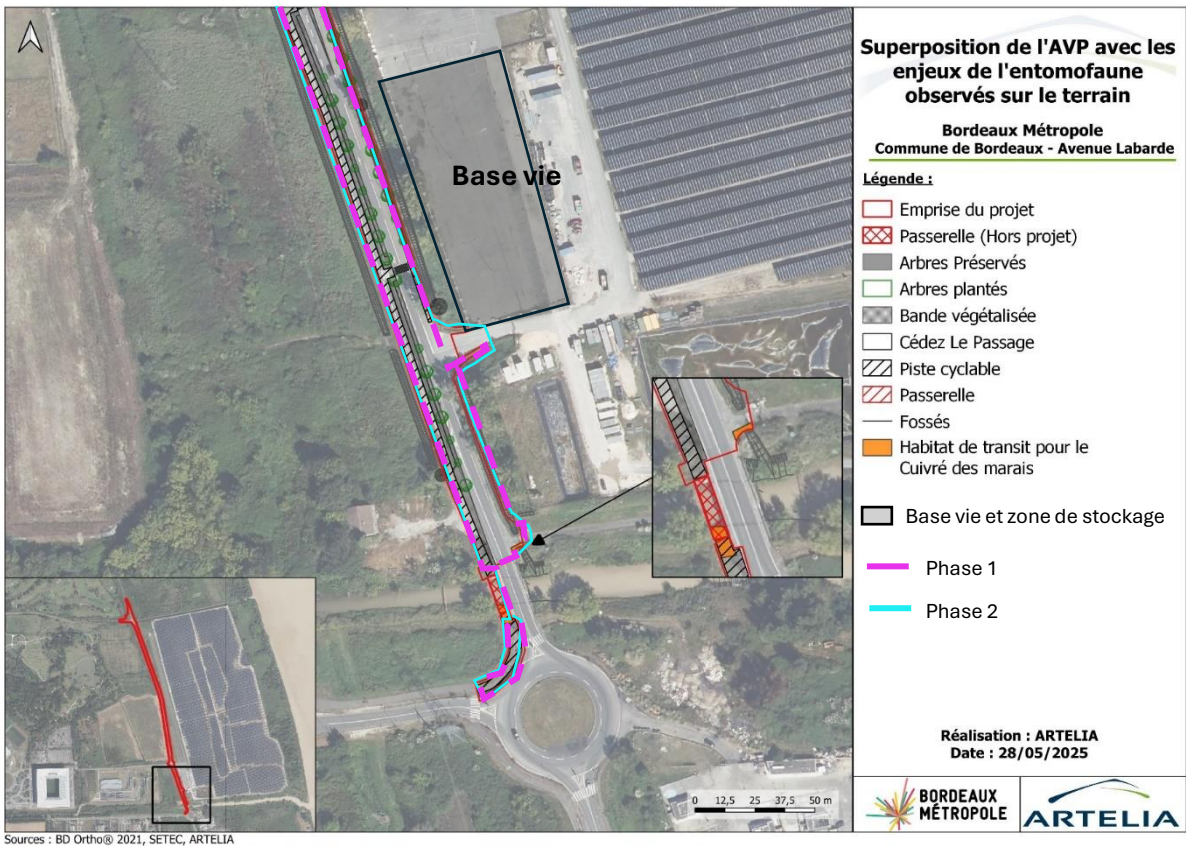 Base vie
0 12,5 25 37,5 50 m
Superposition de l'AVP avec les
enjeux de l'entomofaune
observés sur le terrain
Bordeaux Métropole
Commune de Bordeaux - Avenue Labarde
Légende :
Emprise du projet
Passerelle (Hors projet)
Arbres Préservés
Arbres plantés
Bande végétalisée
Cédez Le Passage
Piste cyclable
Passerelle
Fossés
Habitat de transit pour le
Cuivré des marais
Base vie et zone de stockage
Phase 1
Phase 2
Réalisation : ARTELIA
Date : 28/05/2025
BORDEAUX
MÉTROPOLE
ARTELIA
Sources : BD Ortho® 2021, SETEC, ARTELIA